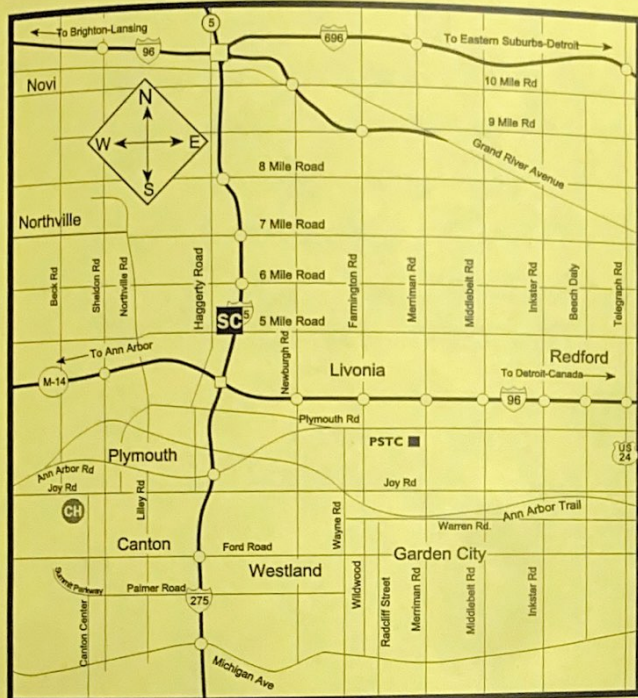 To Brighton-Lansing
5
96
696
To Eastern Suburbs-Detroit
Novi
10 Mile Rd
N
W E
S
9 Mile Rd
Grand River Avenue
8 Mile Road
Northville
7 Mile Road
Beck Rd
Sheldon Rd
Northville Rd
Haggerty Road
6 Mile Road
Farmington Rd
Merriman Rd
Middlebelt Rd
Inkster Rd
Beech Daly
Telegraph Rd
SC
5
5 Mile Road
To Ann Arbor
M-14
Newburgh Rd
Livonia
Redford
To Detroit-Canada
96
Plymouth Rd
PSTC
US
24
Plymouth
Ann Arbor Rd
Joy Rd
Joy Rd
CH
Lilley Rd
Wayne Rd
Ann Arbor Trail
Warren Rd.
Canton
Ford Road
Garden City
Westland
Summit Parkway
Palmer Road
275
Canton Center
Wildwood
Radcliff Street
Merriman Rd
Middlebelt Rd
Inkster Rd
Michigan Ave